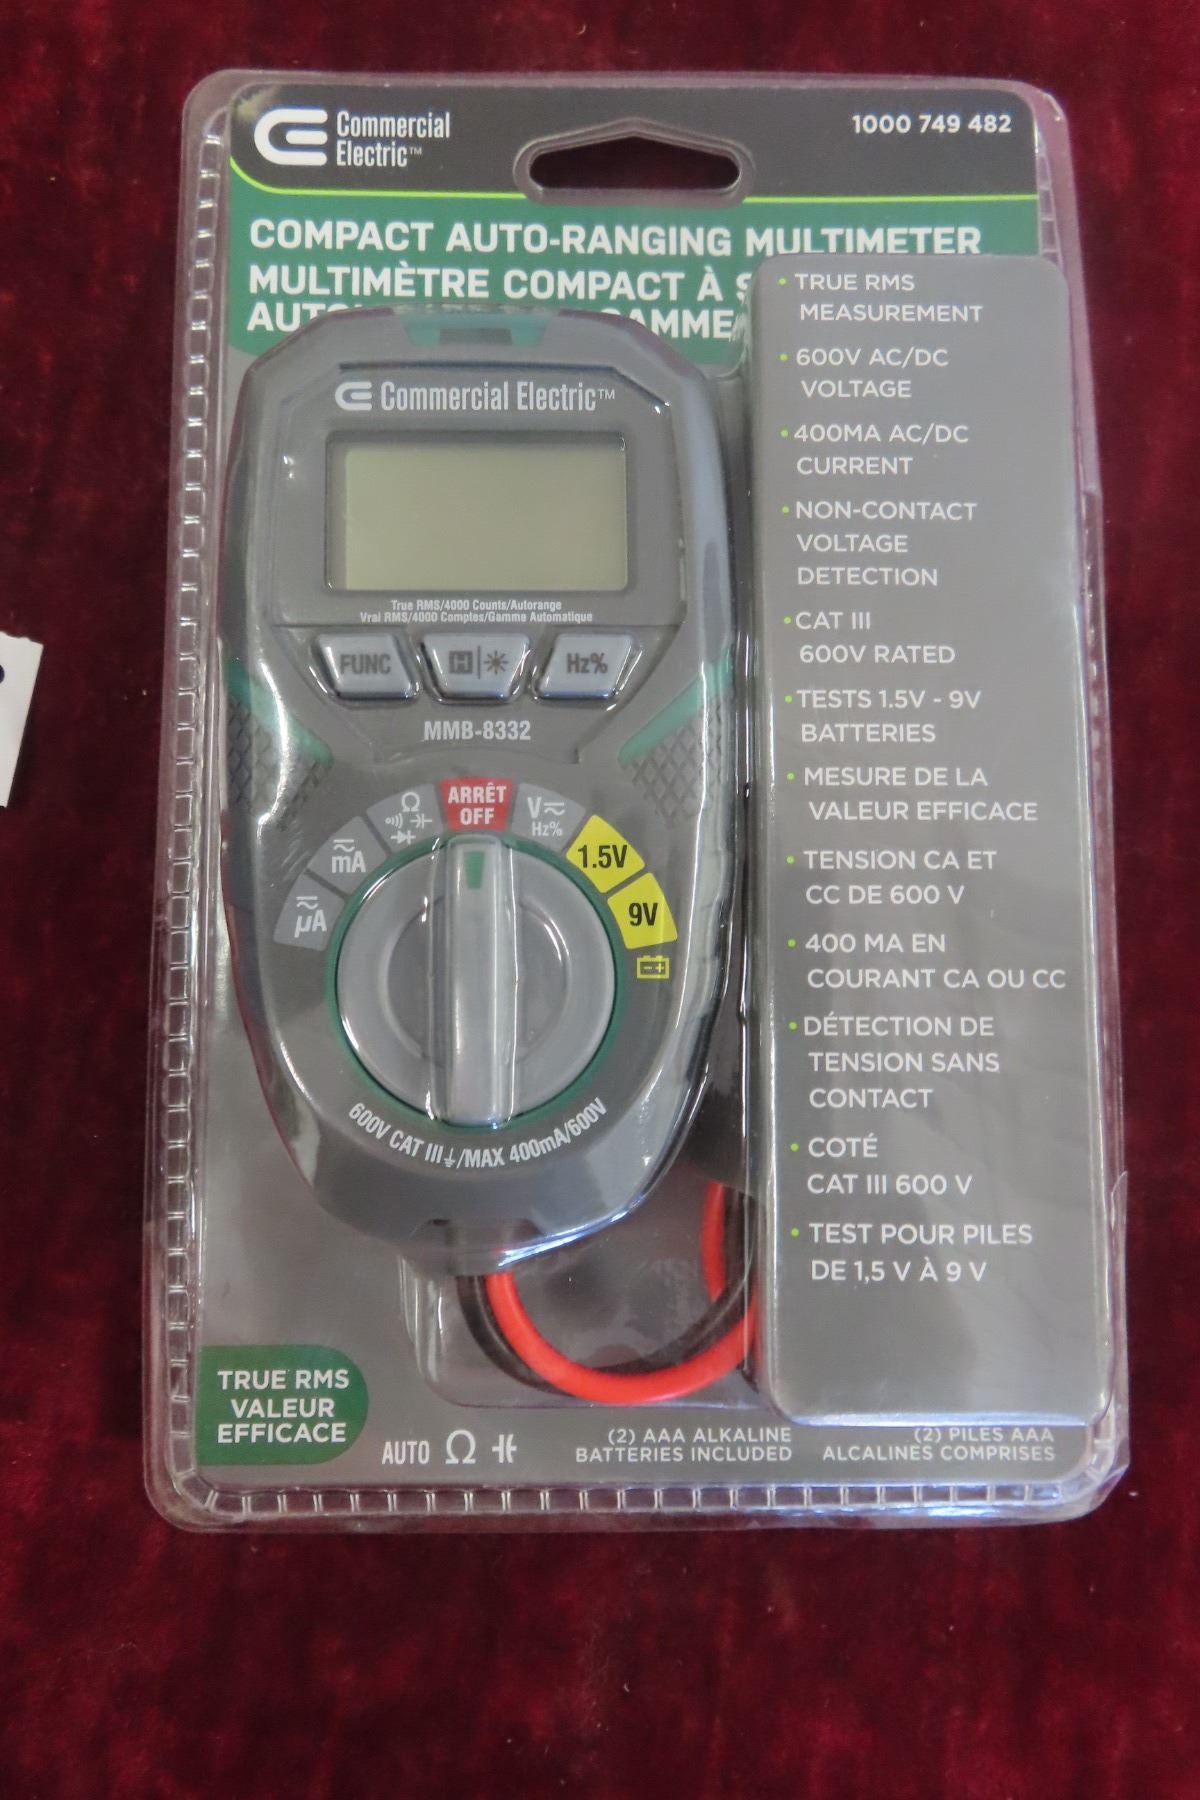 Commercial
Electric™
1000 749 482
COMPACT AUTO-RANGING MULTIMETER
MULTIMÈTRE COMPACT À
GAMME
Commercial Electric™
True RMS/4000 Counts/Autorange
Vrai RMS/4000 Comptes/Gamme Automatique
FUNC
H|☀
Hz%
MMB-8332
ARRÊT
OFF
V
Hz%
1.5V
9V
Ω
mA
µA
600V CAT III⏚/MAX 400mA/600V
• TRUE RMS
MEASUREMENT
• 600V AC/DC
VOLTAGE
• 400MA AC/DC
CURRENT
• NON-CONTACT
VOLTAGE
DETECTION
• CAT III
600V RATED
• TESTS 1.5V - 9V
BATTERIES
• MESURE DE LA
VALEUR EFFICACE
• TENSION CA ET
CC DE 600 V
• 400 MA EN
COURANT CA OU CC
• DÉTECTION DE
TENSION SANS
CONTACT
• COTÉ
CAT III 600 V
• TEST POUR PILES
DE 1,5 V À 9 V
TRUE RMS
VALEUR
EFFICACE
AUTO Ω
(2) AAA ALKALINE
BATTERIES INCLUDED
(2) PILES AAA
ALCALINES COMPRISES